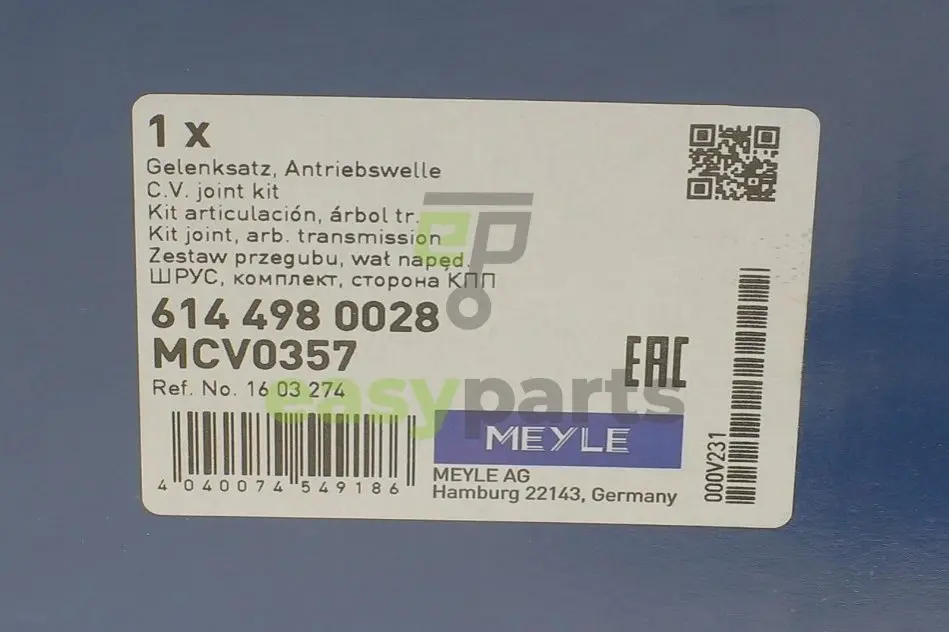 1 x
Gelenksatz, Antriebswelle
C.V. joint kit
Kit articulación, árbol tr.
Kit joint, arb. transmission
Zestaw przegubu, wał napęd.
ШРУС, комплект, сторона КПП
614 498 0028
MCV0357
Ref. No. 16 03 274
EAC
ep
easyparts
MEYLE
MEYLE AG
Hamburg 22143, Germany
4 040074 549186
000V231